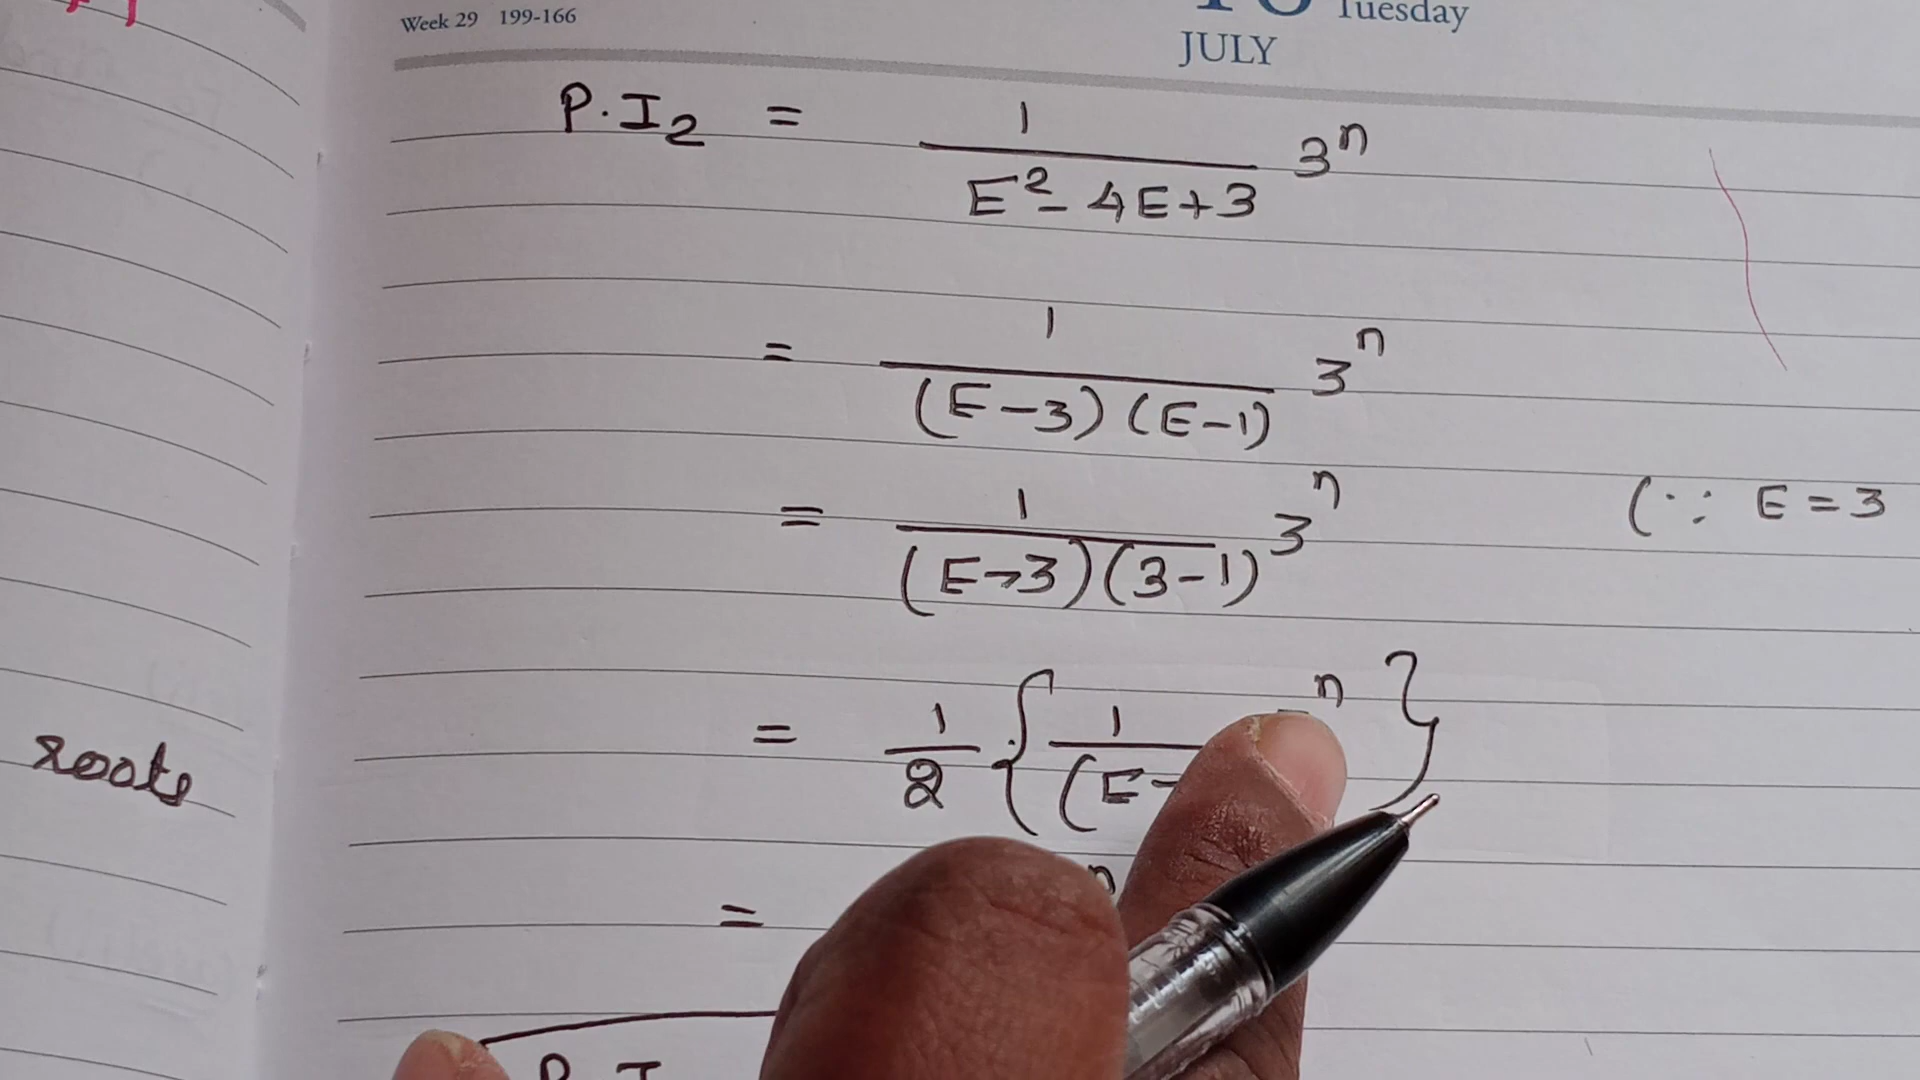 Week 29 199-166
Tuesday
JULY
P.I₂ = 1/(E² - 4E + 3) 3ⁿ
= 1/((E - 3)(E - 1)) 3ⁿ
= 1/((E - 3)(3 - 1)) 3ⁿ (∵ E = 3
= 1/2 { 1/(E - n }
roots
= n
P.I